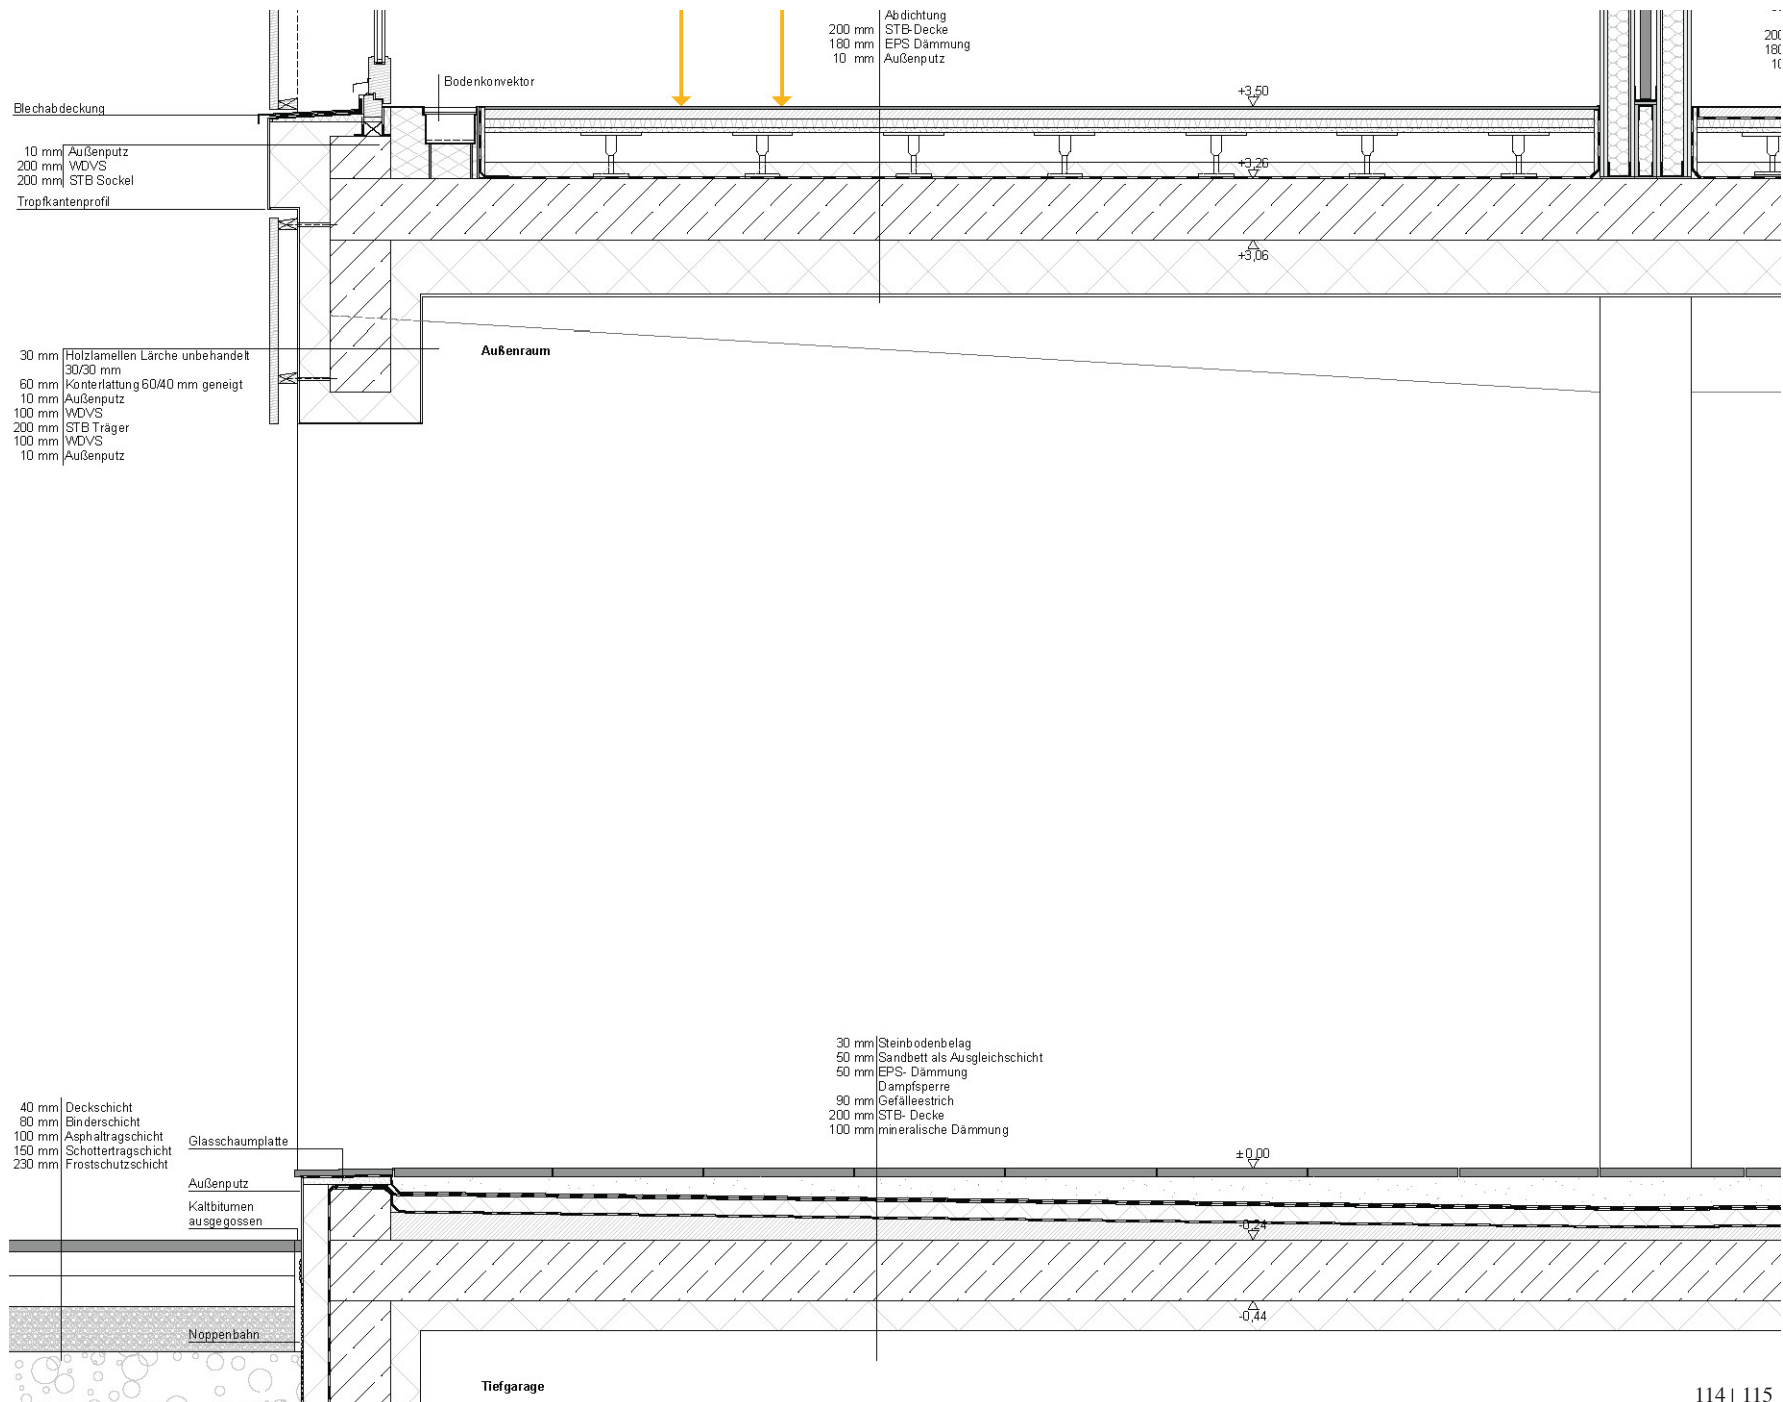 Abdichtung
200 mm STB-Decke
180 mm EPS Dämmung
10 mm Außenputz
200
180
10
Bodenkonvektor
+3,50
Blechabdeckung
10 mm Außenputz
200 mm WDVS
200 mm STB Sockel
Tropfkantenprofil
+3,26
+3,06
Außenraum
30 mm Holzlamellen Lärche unbehandelt
30/30 mm
60 mm Konterlattung 60/40 mm geneigt
10 mm Außenputz
100 mm WDVS
200 mm STB Träger
100 mm WDVS
10 mm Außenputz
30 mm Steinbodenbelag
50 mm Sandbett als Ausgleichschicht
50 mm EPS- Dämmung
Dampfsperre
90 mm Gefälleestrich
200 mm STB- Decke
100 mm mineralische Dämmung
40 mm Deckschicht
80 mm Binderschicht
100 mm Asphaltragschicht
150 mm Schottertragschicht
230 mm Frostschutzschicht
Glasschaumplatte
±0,00
Außenputz
Kaltbitumen
ausgegossen
-0,24
-0,44
Noppenbahn
Tiefgarage
114 | 115